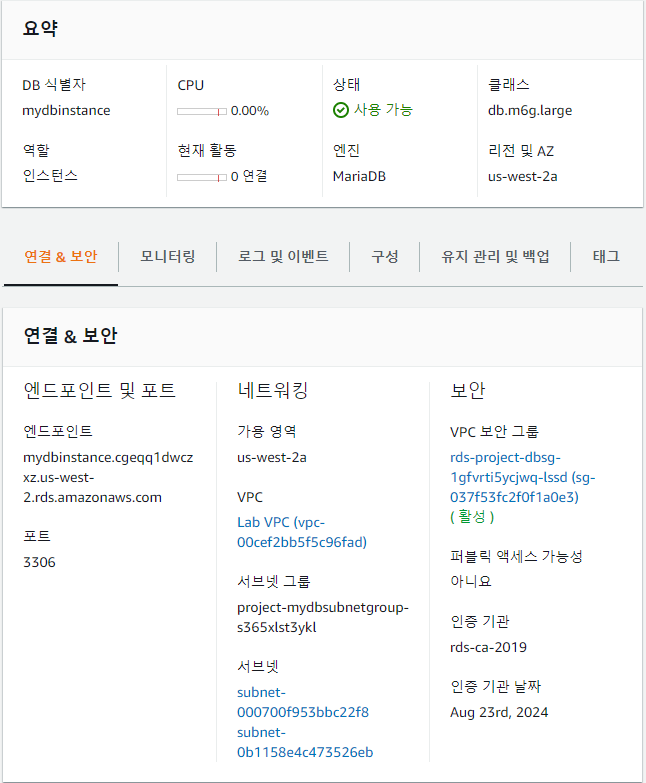 요약
DB 식별자
mydbinstance
CPU
0.00%
상태
사용 가능
클래스
db.m6g.large
역할
인스턴스
현재 활동
0 연결
엔진
MariaDB
리전 및 AZ
us-west-2a
연결 & 보안
모니터링
로그 및 이벤트
구성
유지 관리 및 백업
태그
연결 & 보안
엔드포인트 및 포트
엔드포인트
mydbinstance.cgeqq1dwcz
xz.us-west-
2.rds.amazonaws.com
포트
3306
네트워킹
가용 영역
us-west-2a
VPC
Lab VPC (vpc-
00cef2bb5f5c96fad)
서브넷 그룹
project-mydbsubnetgroup-
s365xlst3ykl
서브넷
subnet-
000700f953bbc22f8
subnet-
0b1158e4c473526eb
보안
VPC 보안 그룹
rds-project-dbsg-
1gfvrti5ycjwq-lssd (sg-
037f53fc2f0f1a0e3)
( 활성 )
퍼블릭 액세스 가능성
아니요
인증 기관
rds-ca-2019
인증 기관 날짜
Aug 23rd, 2024